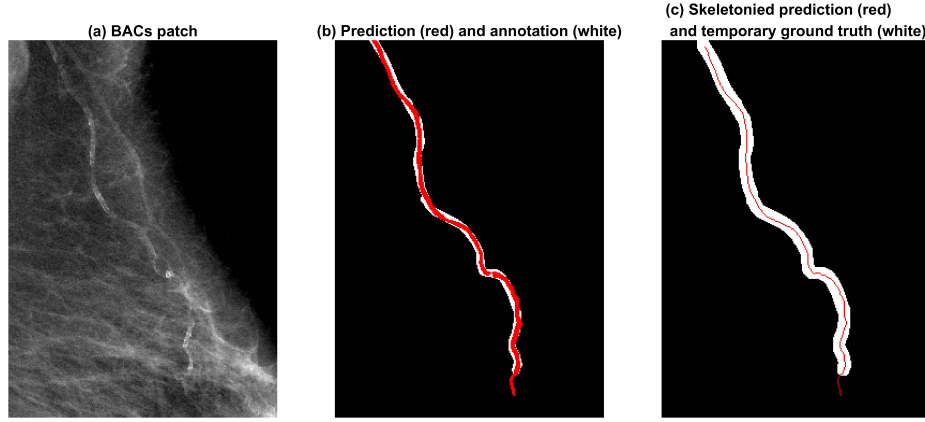 (a) BACs patch
(b) Prediction (red) and annotation (white)
(c) Skeletonied prediction (red)
and temporary ground truth (white)